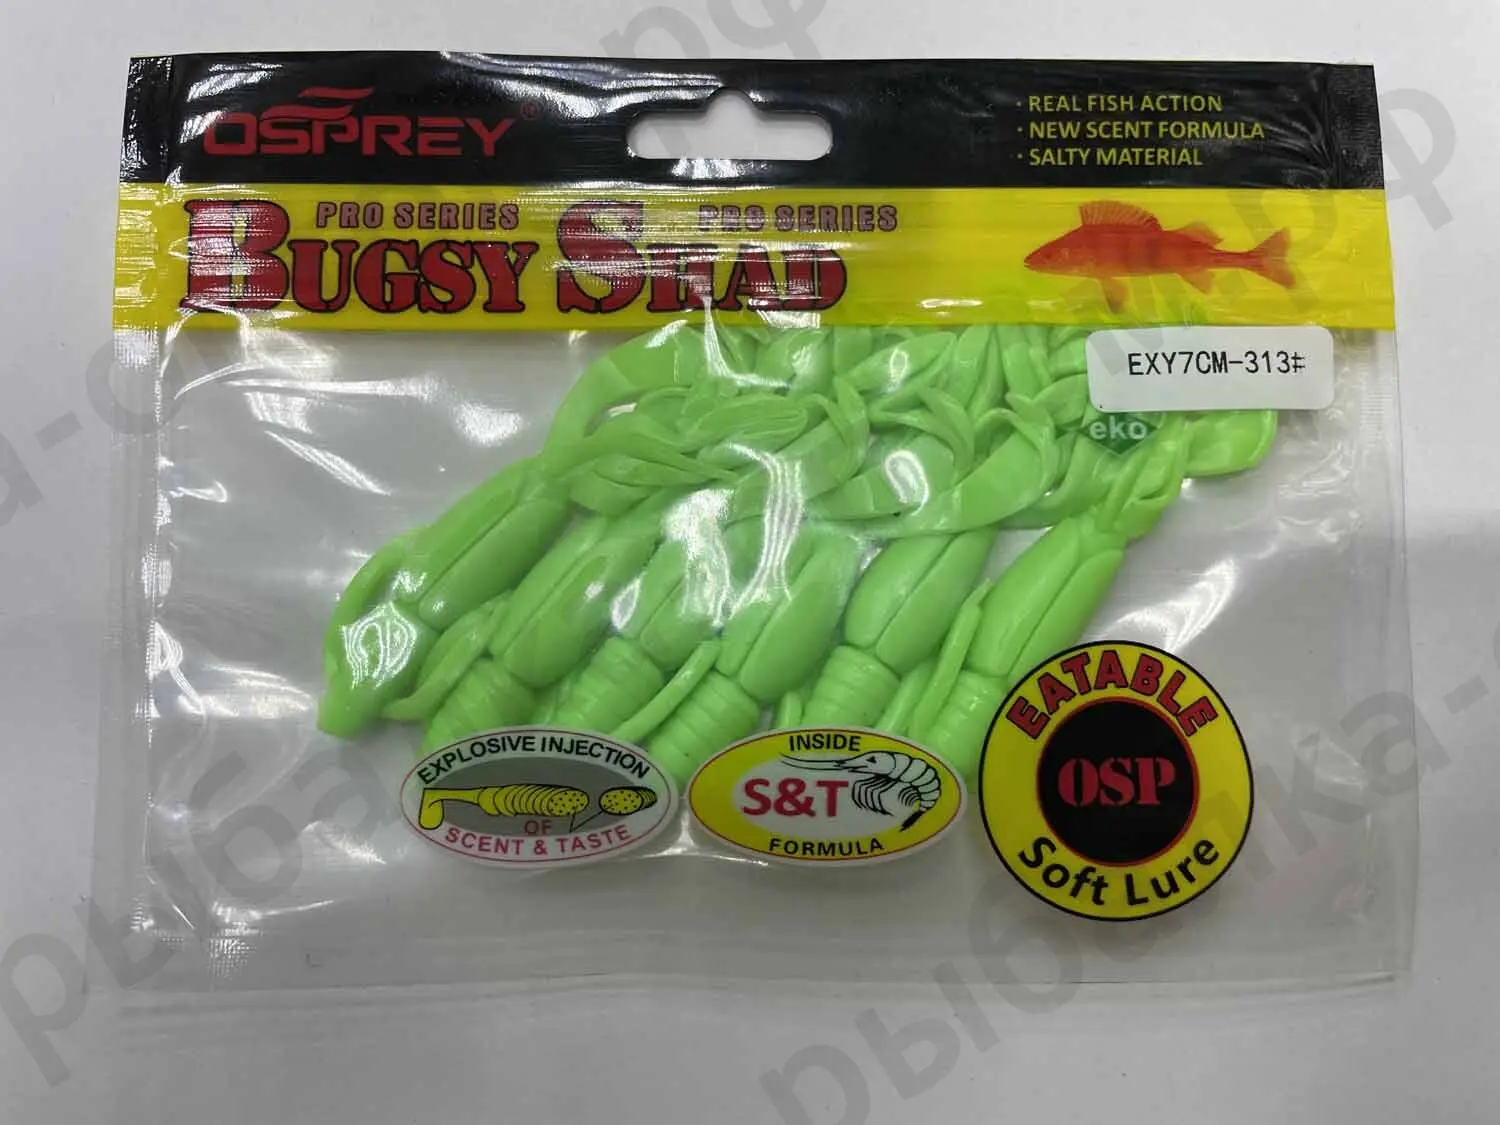 OSPREY®
· REAL FISH ACTION
· NEW SCENT FORMULA
· SALTY MATERIAL
PRO SERIES PRO SERIES
BUGSY SHAD
EXY7CM-313#
eko
EXPLOSIVE INJECTION
OF
SCENT & TASTE
INSIDE
S&T
FORMULA
EATABLE
OSP
Soft Lure